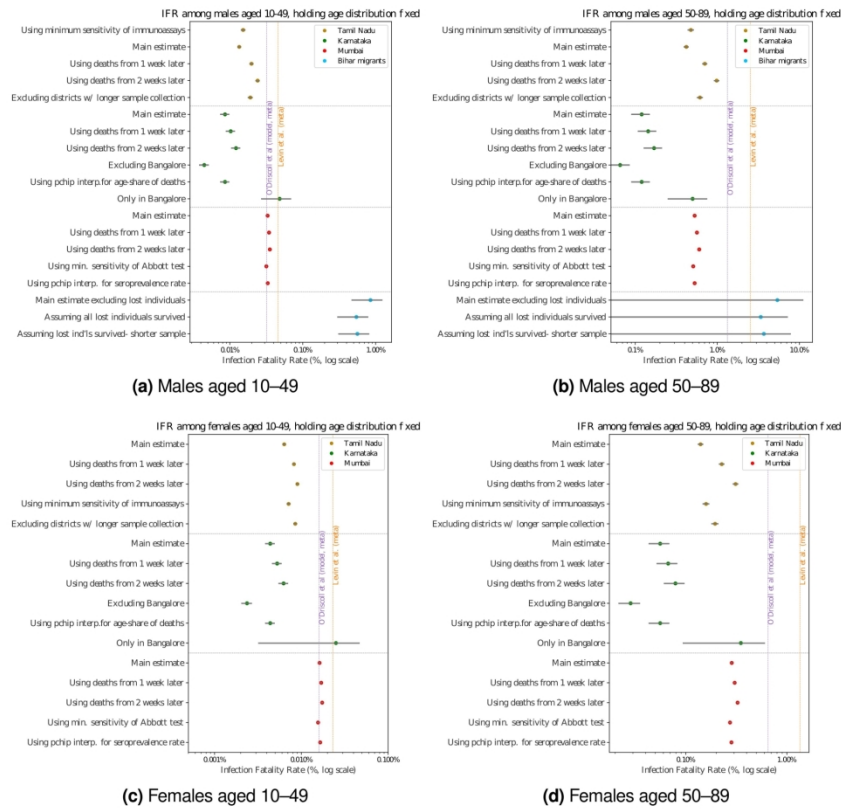 IFR among males aged 10-49, holding age distribution f xed
Using minimum sensitivity of immunoassays
Main estimate
Using deaths from 1 week later
Using deaths from 2 weeks later
Excluding districts w/ longer sample collection
Main estimate
Using deaths from 1 week later
Using deaths from 2 weeks later
Excluding Bangalore
Using pchip interp.for age-share of deaths
Only in Bangalore
Main estimate
Using deaths from 1 week later
Using deaths from 2 weeks later
Using min. sensitivity of Abbott test
Using pchip interp. for seroprevalence rate
Main estimate excluding lost individuals
Assuming all lost individuals survived
Assuming lost ind'ls survived- shorter sample
Tamil Nadu
Karnataka
Mumbai
Bihar migrants
O'Driscoll et al (model, meta)
Levin et al. (meta)
0.01%
0.10%
1.00%
Infection Fatality Rate (%, log scale)
(a) Males aged 10–49
IFR among males aged 50-89, holding age distribution f xed
Using minimum sensitivity of immunoassays
Main estimate
Using deaths from 1 week later
Using deaths from 2 weeks later
Excluding districts w/ longer sample collection
Main estimate
Using deaths from 1 week later
Using deaths from 2 weeks later
Excluding Bangalore
Using pchip interp.for age-share of deaths
Only in Bangalore
Main estimate
Using deaths from 1 week later
Using deaths from 2 weeks later
Using min. sensitivity of Abbott test
Using pchip interp. for seroprevalence rate
Main estimate excluding lost individuals
Assuming all lost individuals survived
Assuming lost ind'ls survived- shorter sample
Tamil Nadu
Karnataka
Mumbai
Bihar migrants
O'Driscoll et al (model, meta)
Levin et al. (meta)
0.1%
1.0%
10.0%
Infection Fatality Rate (%, log scale)
(b) Males aged 50–89
IFR among females aged 10-49, holding age distribution f xed
Main estimate
Using deaths from 1 week later
Using deaths from 2 weeks later
Using minimum sensitivity of immunoassays
Excluding districts w/ longer sample collection
Main estimate
Using deaths from 1 week later
Using deaths from 2 weeks later
Excluding Bangalore
Using pchip interp.for age-share of deaths
Only in Bangalore
Main estimate
Using deaths from 1 week later
Using deaths from 2 weeks later
Using min. sensitivity of Abbott test
Using pchip interp. for seroprevalence rate
Tamil Nadu
Karnataka
Mumbai
O'Driscoll et al (model, meta)
Levin et al. (meta)
0.001%
0.010%
0.100%
Infection Fatality Rate (%, log scale)
(c) Females aged 10–49
IFR among females aged 50-89, holding age distribution f xed
Main estimate
Using deaths from 1 week later
Using deaths from 2 weeks later
Using minimum sensitivity of immunoassays
Excluding districts w/ longer sample collection
Main estimate
Using deaths from 1 week later
Using deaths from 2 weeks later
Excluding Bangalore
Using pchip interp.for age-share of deaths
Only in Bangalore
Main estimate
Using deaths from 1 week later
Using deaths from 2 weeks later
Using min. sensitivity of Abbott test
Using pchip interp. for seroprevalence rate
Tamil Nadu
Karnataka
Mumbai
O'Driscoll et al (model, meta)
Levin et al. (meta)
0.10%
1.00%
Infection Fatality Rate (%, log scale)
(d) Females aged 50–89